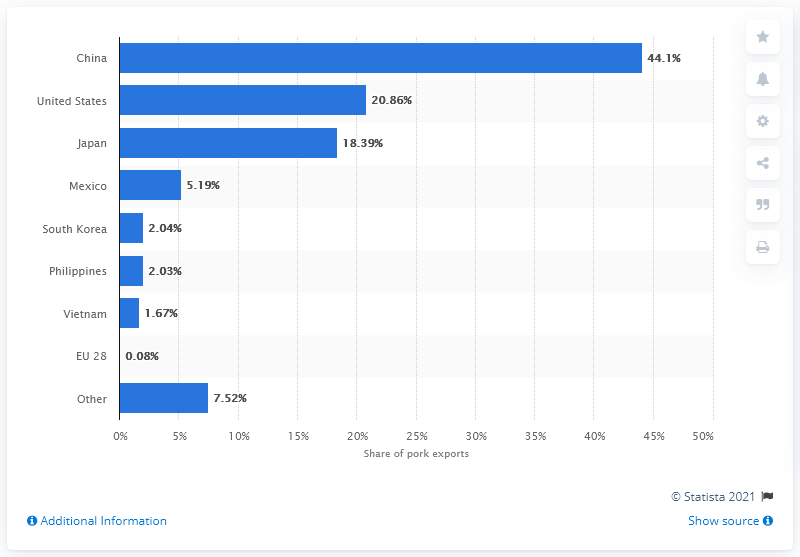 China 44.1%
United States 20.86%
Japan 18.39%
Mexico 5.19%
South Korea 2.04%
Philippines 2.03%
Vietnam 1.67%
EU 28 0.08%
Other 7.52%
0% 5% 10% 15% 20% 25% 30% 35% 40% 45% 50%
Share of pork exports
© Statista 2021
Additional Information Show source